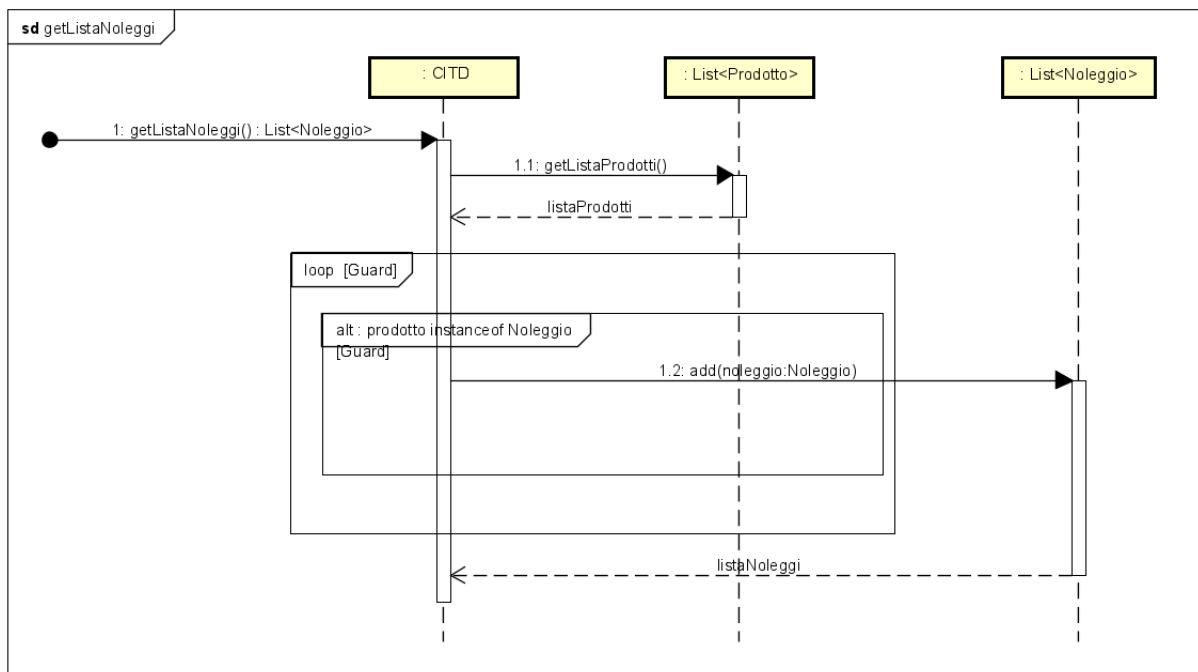 sd getListaNoleggi
: CITD
: List<Prodotto>
: List<Noleggio>
1: getListaNoleggi() : List<Noleggio>
1.1: getListaProdotti()
listaProdotti
loop [Guard]
alt : prodotto instanceof Noleggio
[Guard]
1.2: add(noleggio:Noleggio)
listaNoleggi